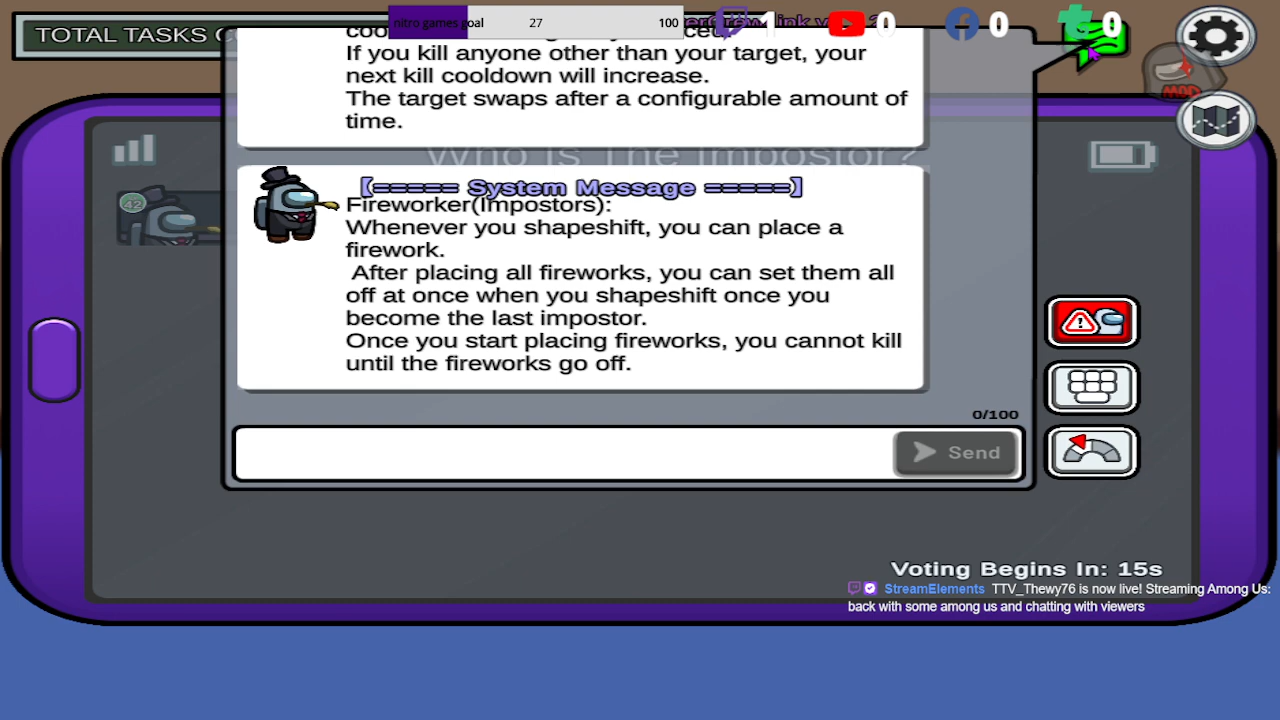 TOTAL TASKS C
nitro games goal 27 100
1 0 0 0
If you kill anyone other than your target, your
next kill cooldown will increase.
The target swaps after a configurable amount of
time.
MOD
Who Is The Impostor?
【===== System Message =====】
42
Fireworker(Impostors):
Whenever you shapeshift, you can place a
firework.
After placing all fireworks, you can set them all
off at once when you shapeshift once you
become the last impostor.
Once you start placing fireworks, you cannot kill
until the fireworks go off.
0/100
Send
Voting Begins In: 15s
StreamElements TTV_Thewy76 is now live! Streaming Among Us:
back with some among us and chatting with viewers